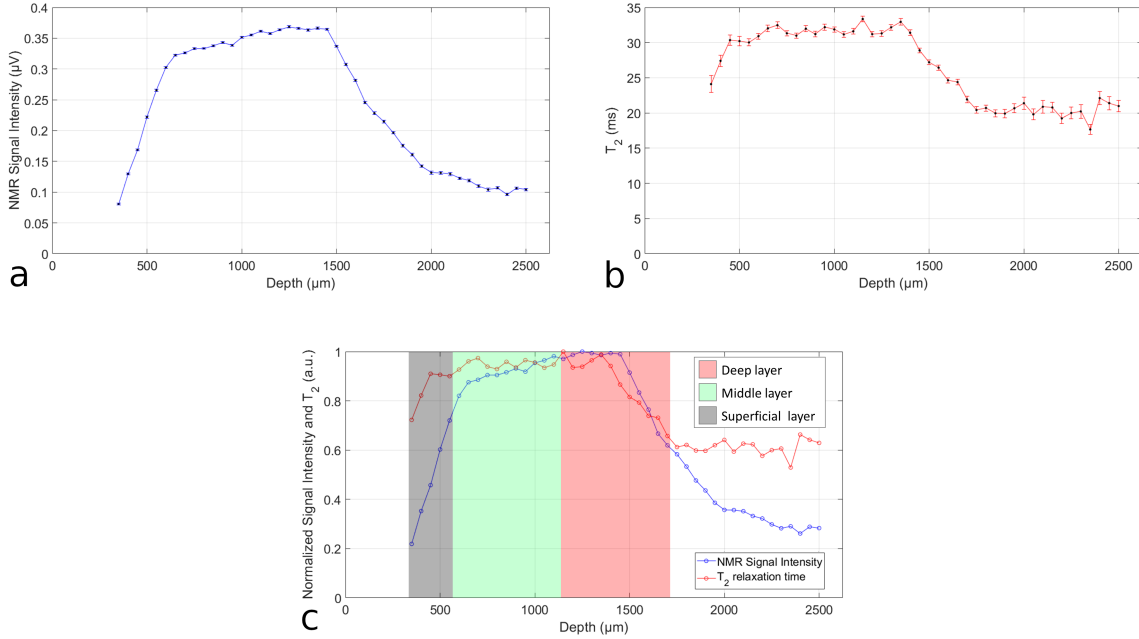 0.4
0.35
0.3
0.25
0.2
0.15
0.1
0.05
0
NMR Signal Intensity (µV)
0 500 1000 1500 2000 2500
Depth (µm)
a
35
30
25
20
15
10
5
0
T2 (ms)
0 500 1000 1500 2000 2500
Depth (µm)
b
1
0.8
0.6
0.4
0.2
0
Normalized Signal Intensity and T2 (a.u.)
Deep layer
Middle layer
Superficial layer
NMR Signal Intensity
T2 relaxation time
0 500 1000 1500 2000 2500
Depth (µm)
c